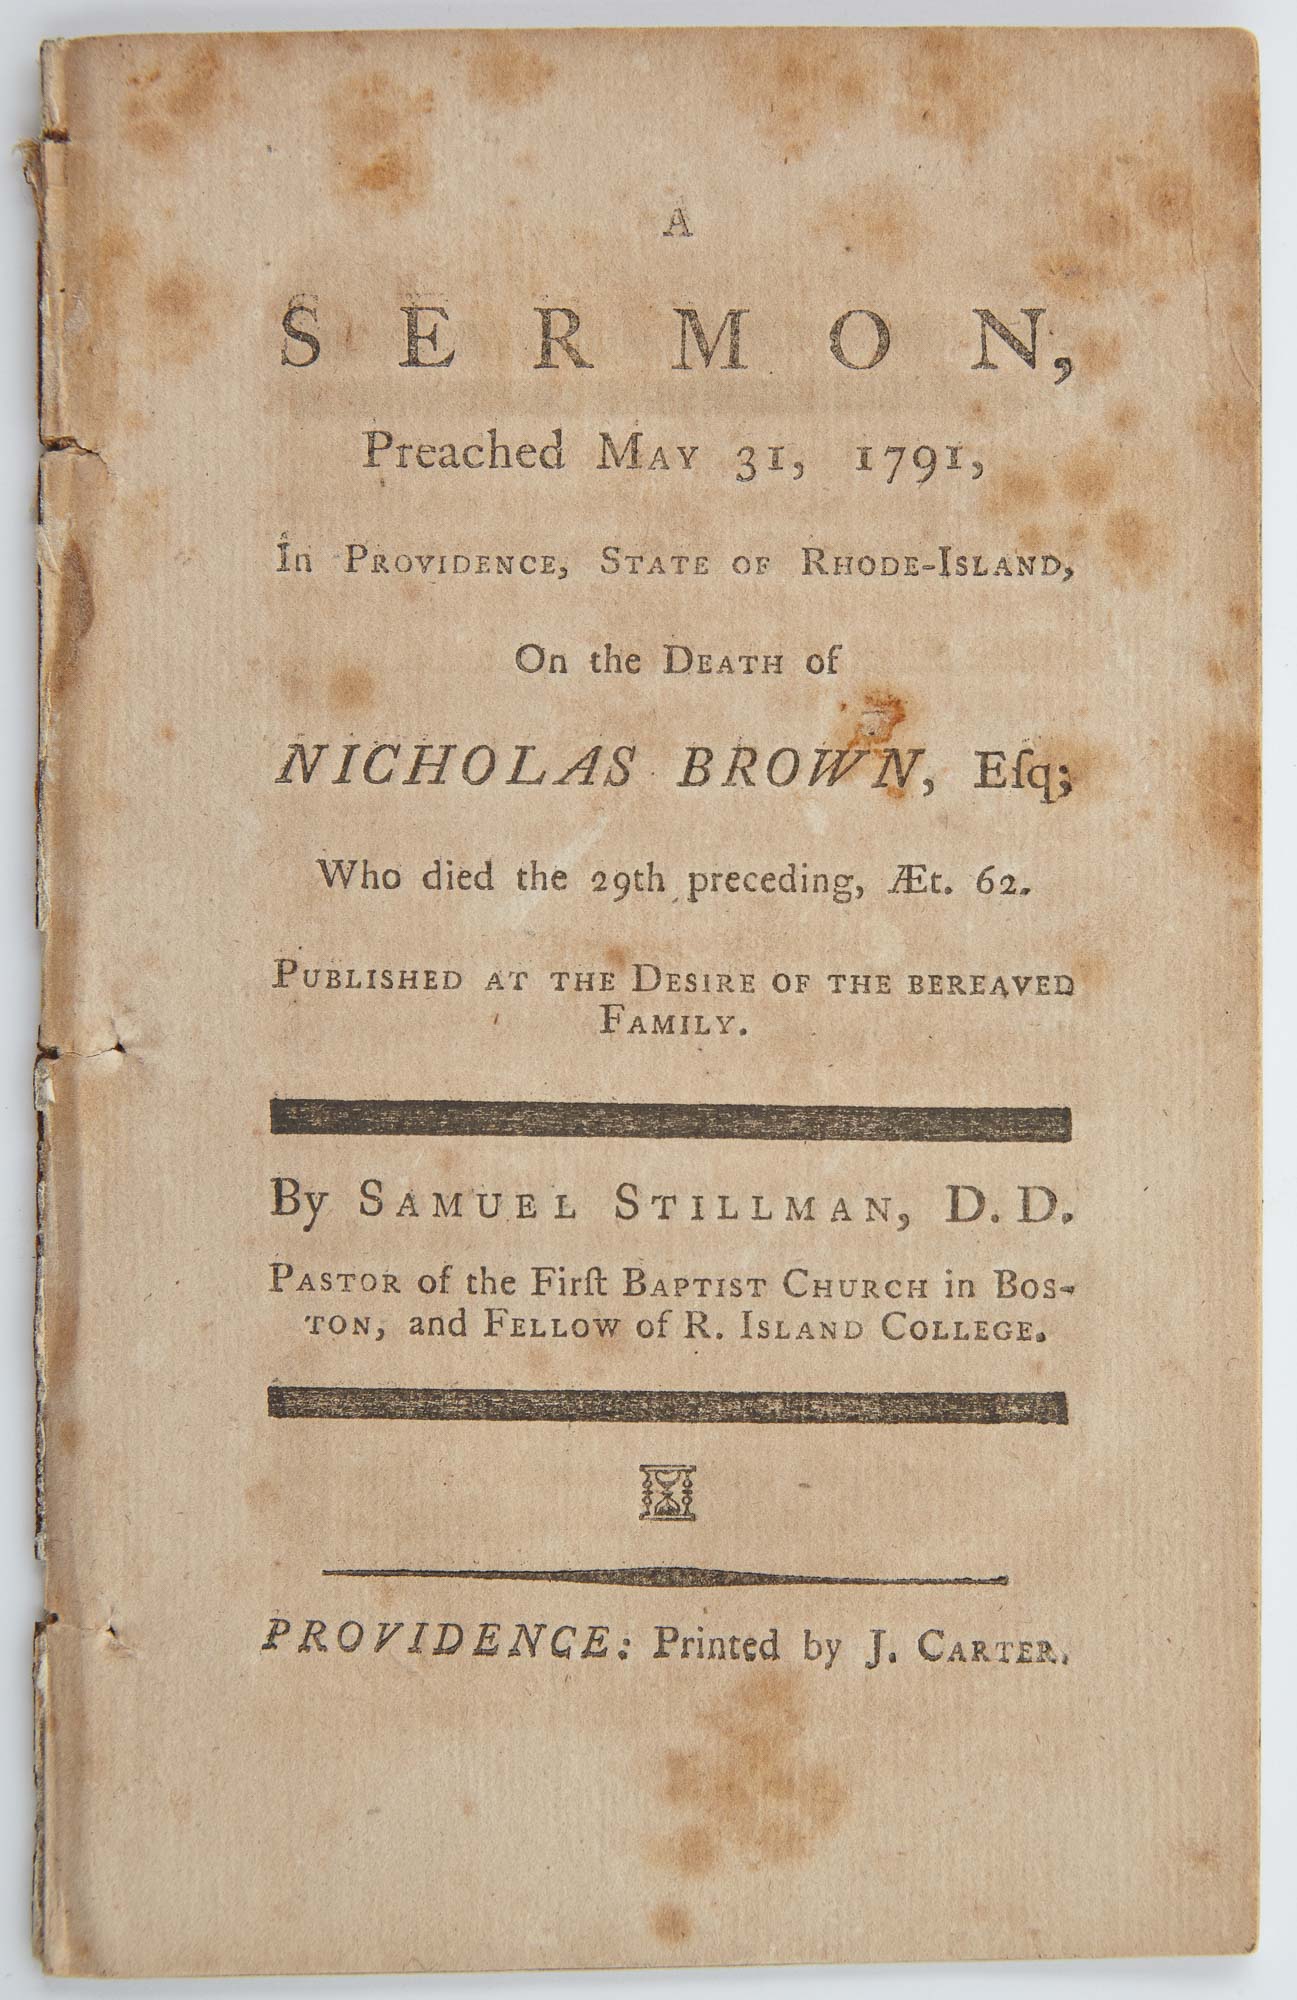 A
SERMON,
Preached MAY 31, 1791,
In PROVIDENCE, STATE OF RHODE-ISLAND,
On the DEATH of
NICHOLAS BROWN, Eſq;
Who died the 29th preceding, Æt. 62.
PUBLISHED AT THE DESIRE OF THE BEREAVED
FAMILY.
By SAMUEL STILLMAN, D. D.
PASTOR of the Firſt BAPTIST CHURCH in BOS-
TON, and FELLOW of R. ISLAND COLLEGE.
PROVIDENCE: Printed by J. CARTER.